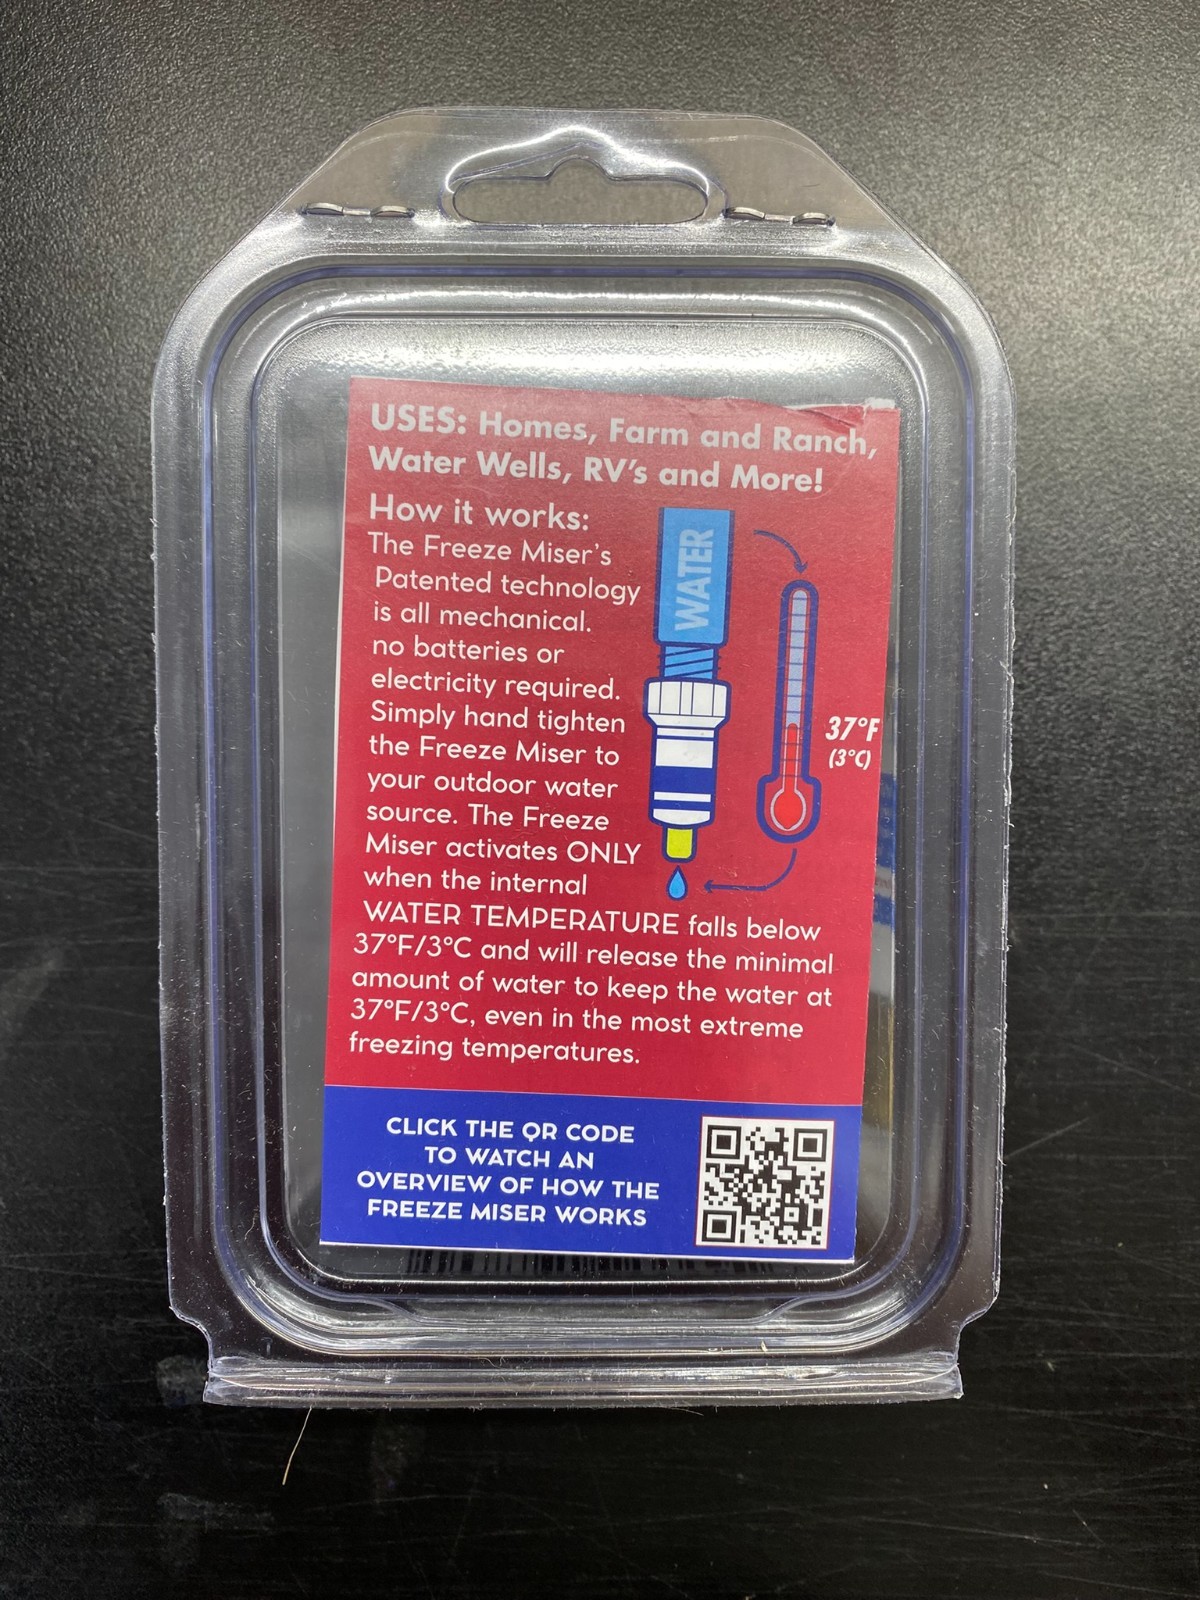 USES: Homes, Farm and Ranch,
Water Wells, RV's and More!
How it works:
The Freeze Miser's
Patented technology
is all mechanical.
no batteries or
electricity required.
Simply hand tighten
the Freeze Miser to
your outdoor water
source. The Freeze
Miser activates ONLY
when the internal
WATER TEMPERATURE falls below
37°F/3°C and will release the minimal
amount of water to keep the water at
37°F/3°C, even in the most extreme
freezing temperatures.
WATER
37°F
(3°C)
CLICK THE QR CODE
TO WATCH AN
OVERVIEW OF HOW THE
FREEZE MISER WORKS